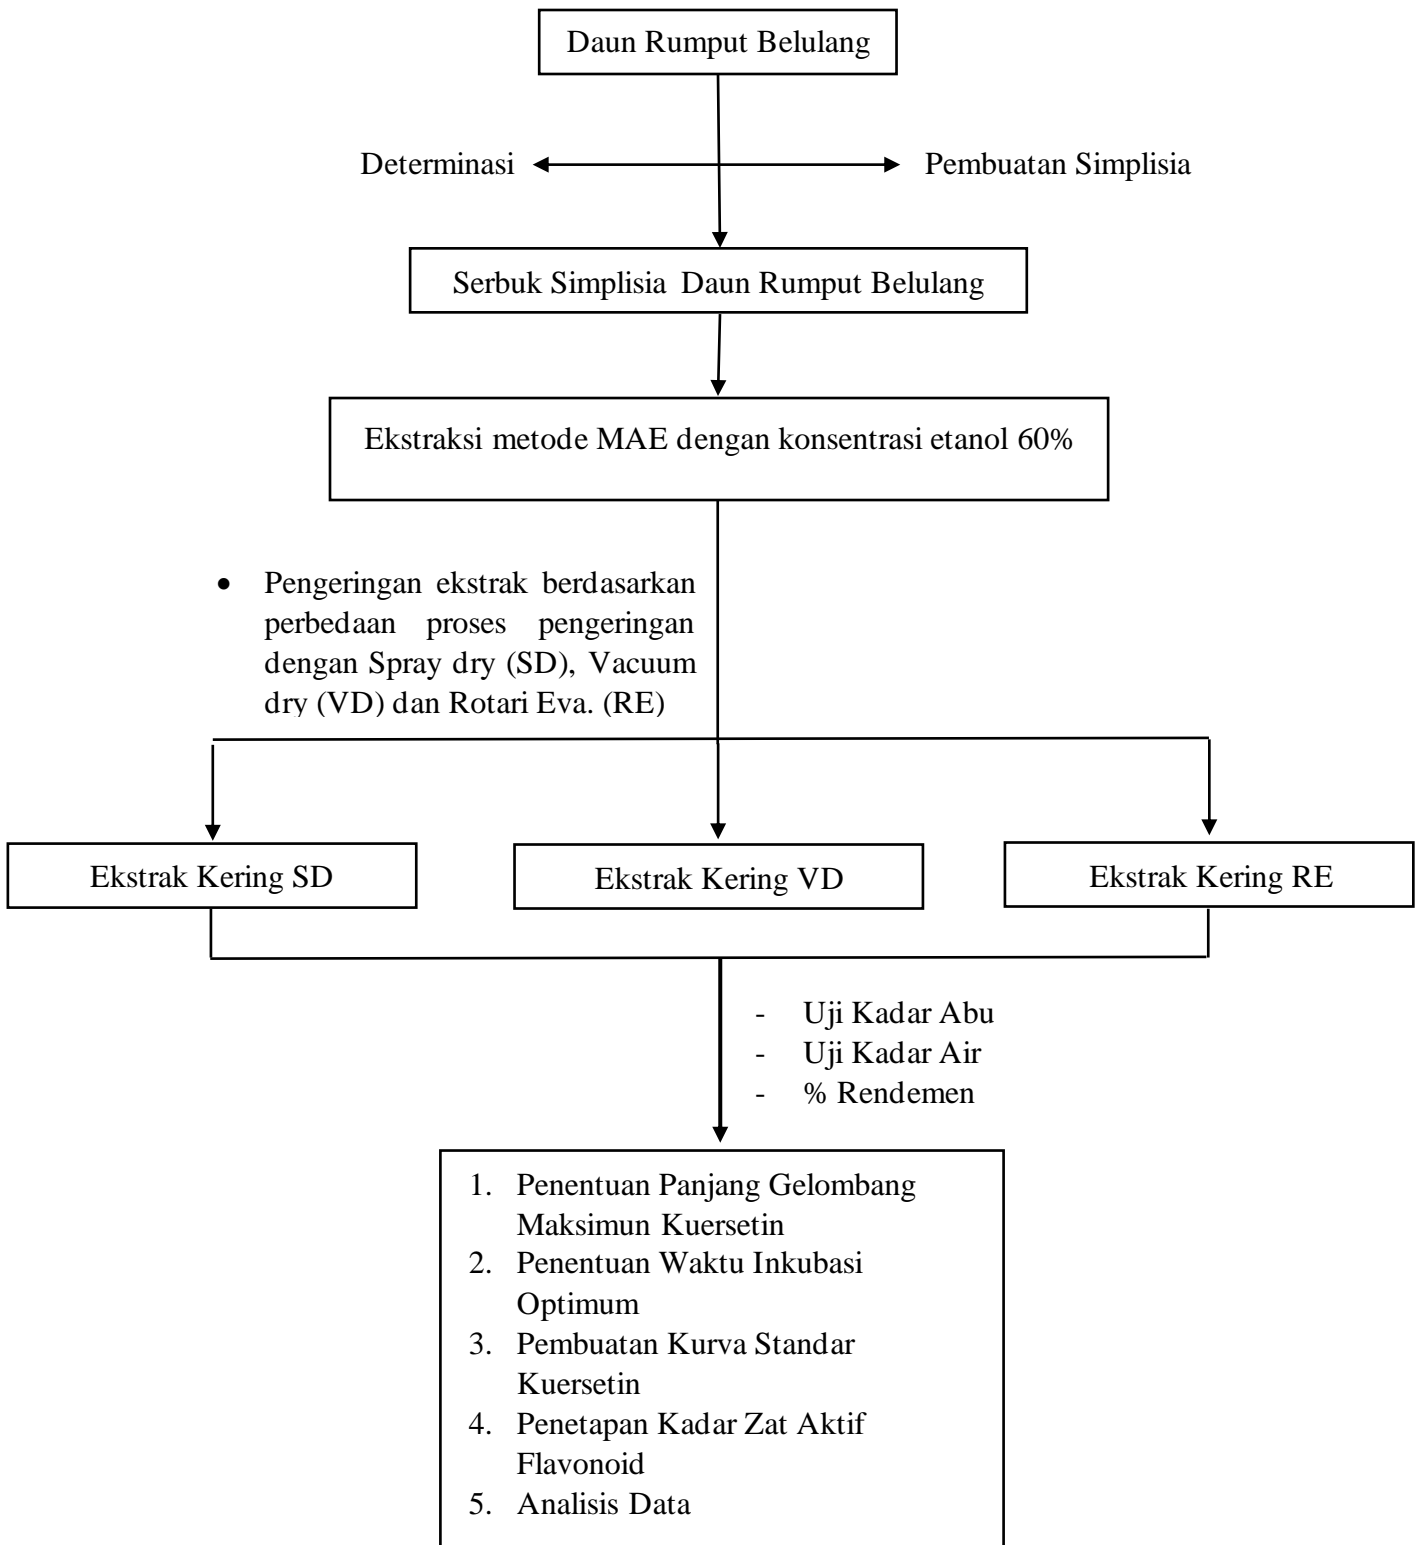 Daun Rumput Belulang
Determinasi
Pembuatan Simplisia
Serbuk Simplisia Daun Rumput Belulang
Ekstraksi metode MAE dengan konsentrasi etanol 60%
• Pengeringan ekstrak berdasarkan
perbedaan proses pengeringan
dengan Spray dry (SD), Vacuum
dry (VD) dan Rotari Eva. (RE)
Ekstrak Kering SD
Ekstrak Kering VD
Ekstrak Kering RE
- Uji Kadar Abu
- Uji Kadar Air
- % Rendemen
1. Penentuan Panjang Gelombang
Maksimun Kuersetin
2. Penentuan Waktu Inkubasi
Optimum
3. Pembuatan Kurva Standar
Kuersetin
4. Penetapan Kadar Zat Aktif
Flavonoid
5. Analisis Data